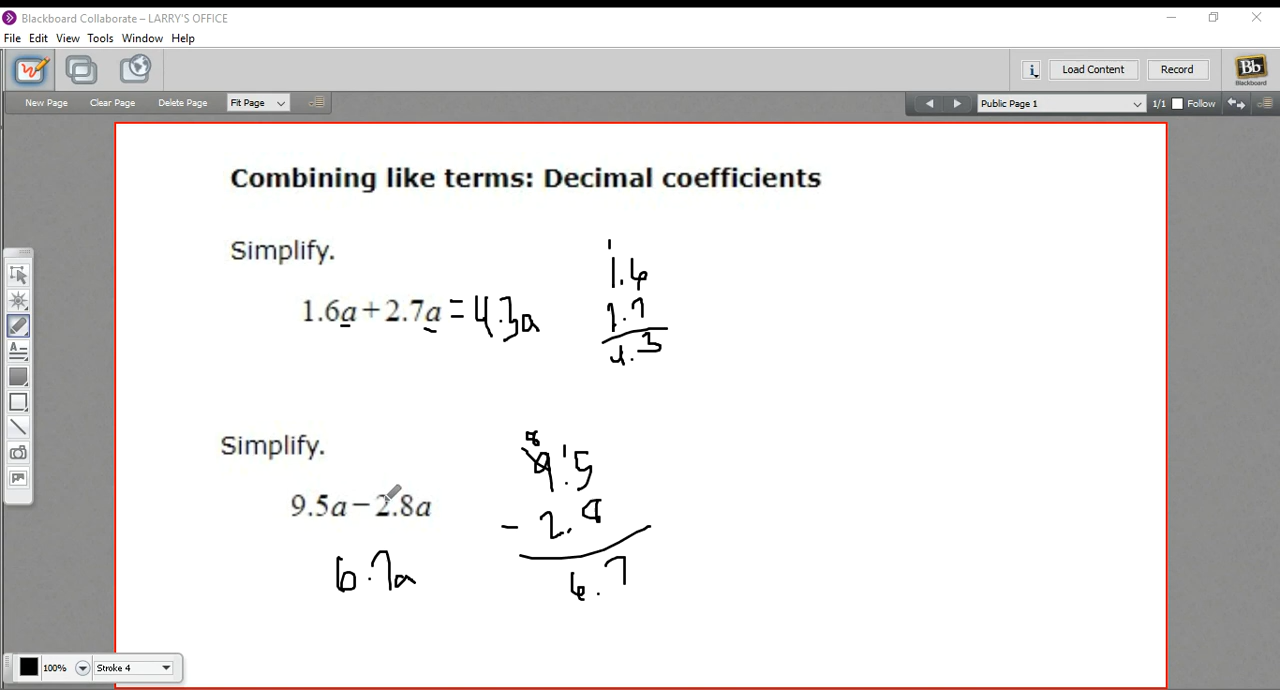 Blackboard Collaborate – LARRY'S OFFICE
File Edit View Tools Window Help
Load Content Record Bb
Blackboard
New Page Clear Page Delete Page Fit Page Public Page 1 1/1 Follow
Combining like terms: Decimal coefficients
Simplify.
1.6a + 2.7a = 4.3a
1
1.6
2.7
4.3
Simplify.
9.5a − 2.8a
6.7a
8
9.15
- 2.8
6.7
100% Stroke 4